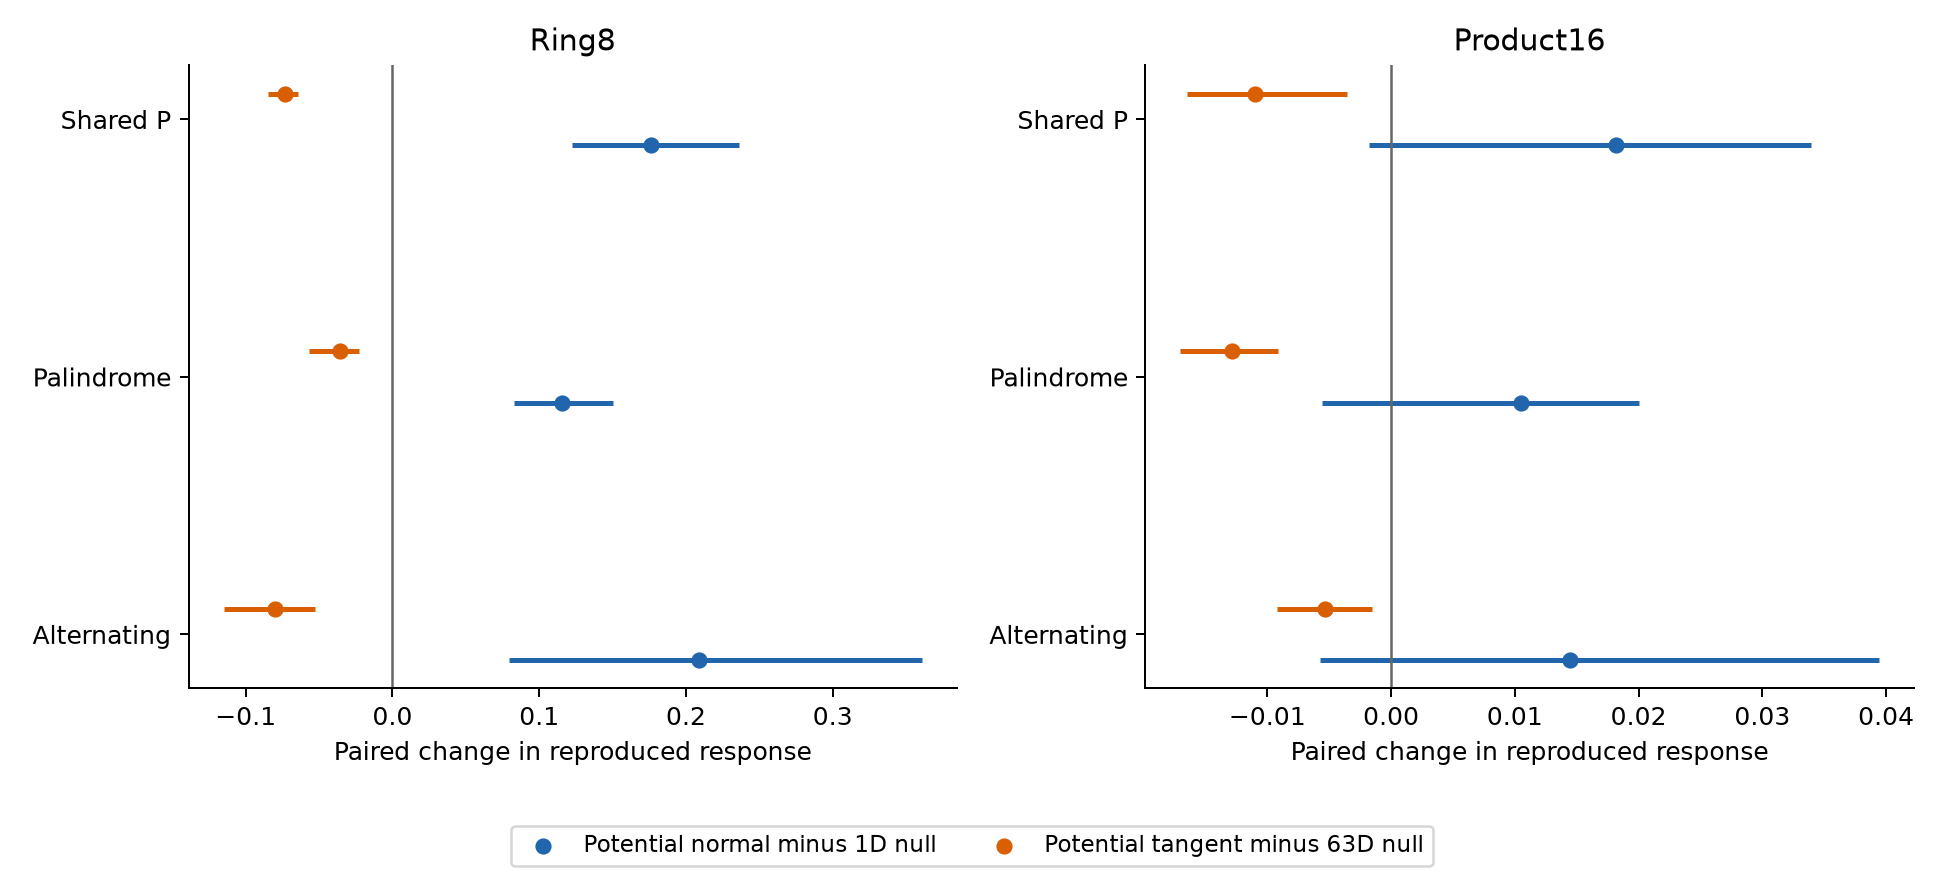 Ring8
Shared P
Palindrome
Alternating
−0.1 0.0 0.1 0.2 0.3
Paired change in reproduced response
Product16
Shared P
Palindrome
Alternating
−0.01 0.00 0.01 0.02 0.03 0.04
Paired change in reproduced response
Potential normal minus 1D null
Potential tangent minus 63D null